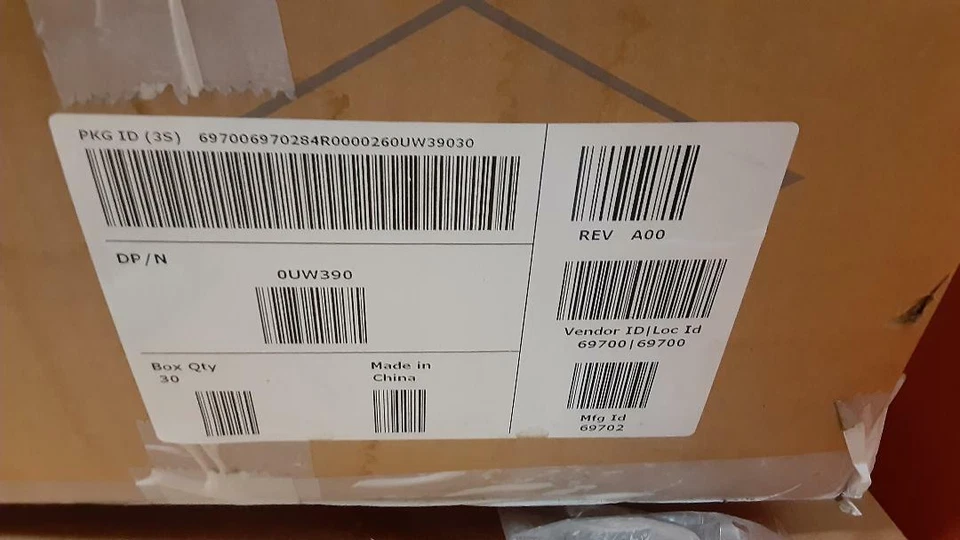 PKG ID (3S) 697006970284R0000260UW39030
REV A00
DP/N
0UW390
Vendor ID|Loc Id
69700|69700
Box Qty
30
Made in
China
Mfg Id
69702